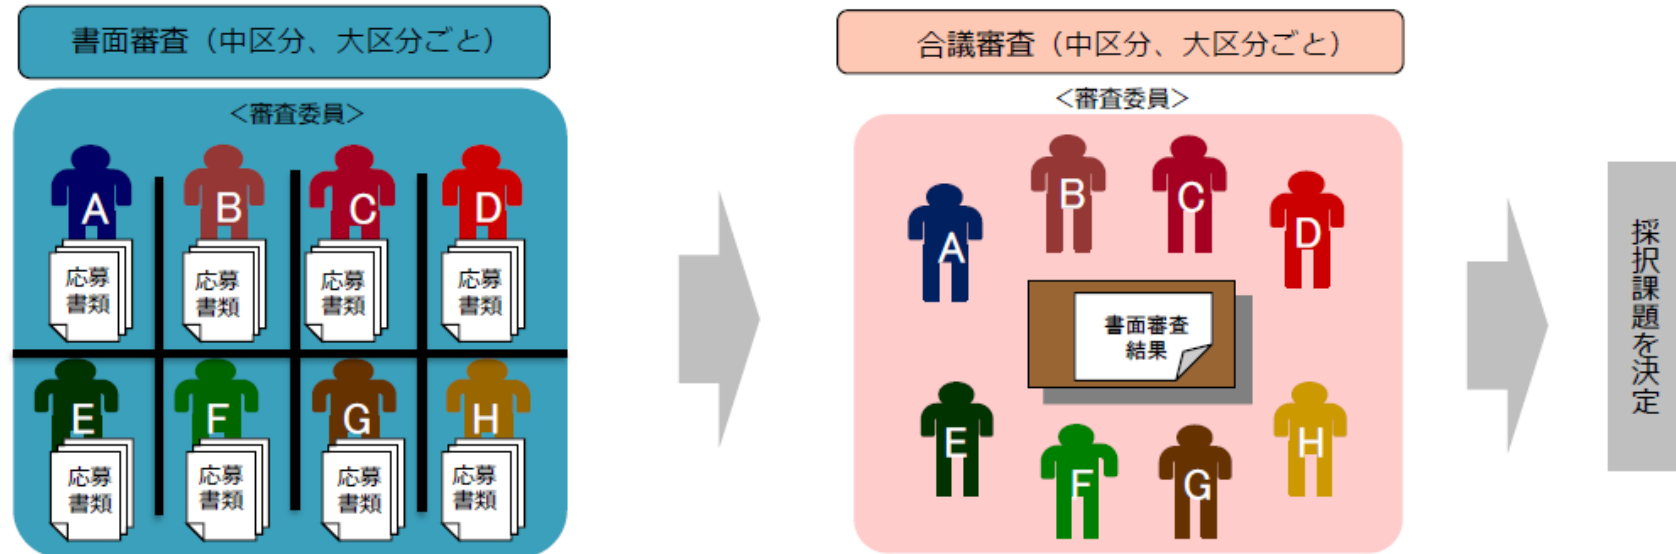 書面審査（中区分、大区分ごと）
＜審査委員＞
A
B
C
D
応募
書類
応募
書類
応募
書類
応募
書類
E
F
G
H
応募
書類
応募
書類
応募
書類
応募
書類
合議審査（中区分、大区分ごと）
＜審査委員＞
A
B
C
D
書面審査
結果
E
F
G
H
採択課題を決定